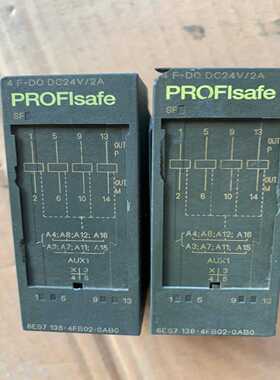 4 F-DO DC24V/2A
PROFIsafe
SF
1 5 9 13
OUT P
2 6 10 14
OUT M
A4; A8; A12; A16
A3; A7; A11; A15
AUX1
X 3
4 8
1 5 9 13
6ES7 138-4FB02-0AB0
4 F-DO DC24V/2A
PROFIsafe
SF
1 5 9 13
OUT P
2 6 10 14
OUT M
A4; A8; A12; A16
A3; A7; A11; A15
AUX1
X 3
4 8
1 5 9 13
6ES7 138-4FB02-0AB0